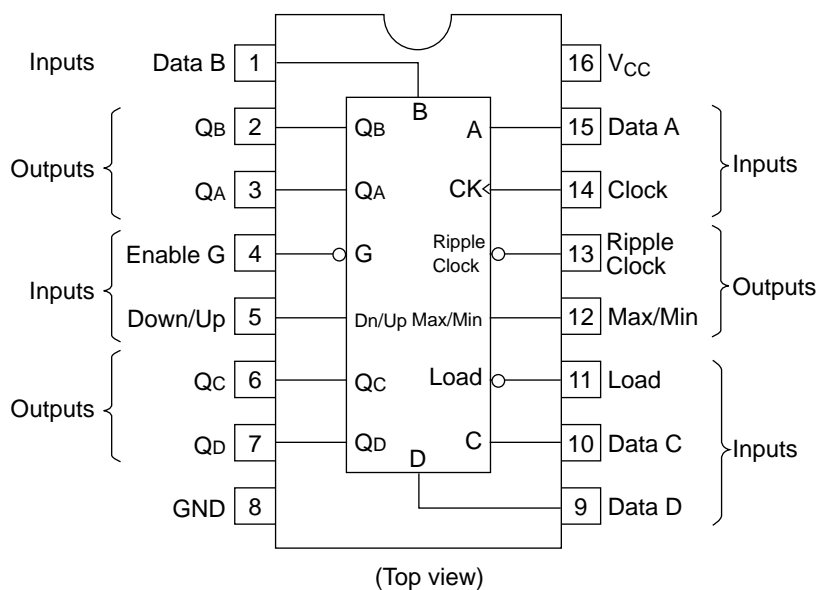 Inputs Data B 1 16 VCC
B
Outputs
QB 2 QB A 15 Data A
Inputs
QA 3 QA CK 14 Clock
Inputs
Enable G 4 G Ripple Clock 13 Ripple Clock
Outputs
Down/Up 5 Dn/Up Max/Min 12 Max/Min
Outputs
QC 6 QC Load 11 Load
Inputs
QD 7 QD C 10 Data C
D
GND 8 9 Data D
(Top view)